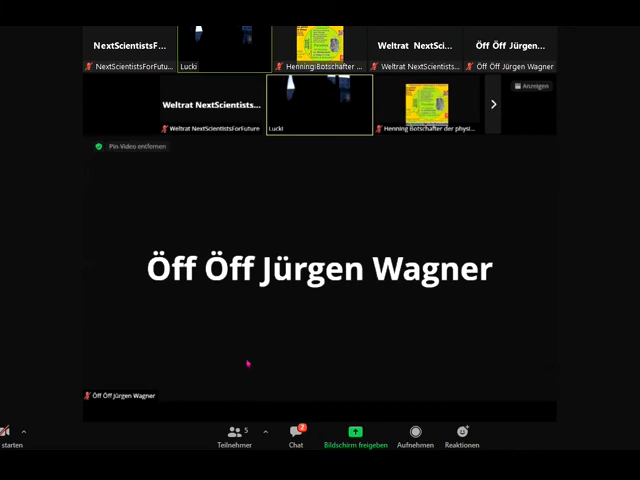 NextScientistsF...
Weltrat NextSci...
Öff Öff Jürgen...
NextScientistsForFutu...
Lucki
Henning:Botschafter ...
Weltrat NextScientists...
Öff Öff Jürgen Wagner
Weltrat NextScientists...
Anzeigen
Weltrat NextScientistsForFuture
Lucki
Henning Botschafter der physi...
Pin-Video entfernen
Öff Öff Jürgen Wagner
Öff Öff Jürgen Wagner
starten
5
Teilnehmer
2
Chat
Bildschirm freigeben
Aufnehmen
Reaktionen